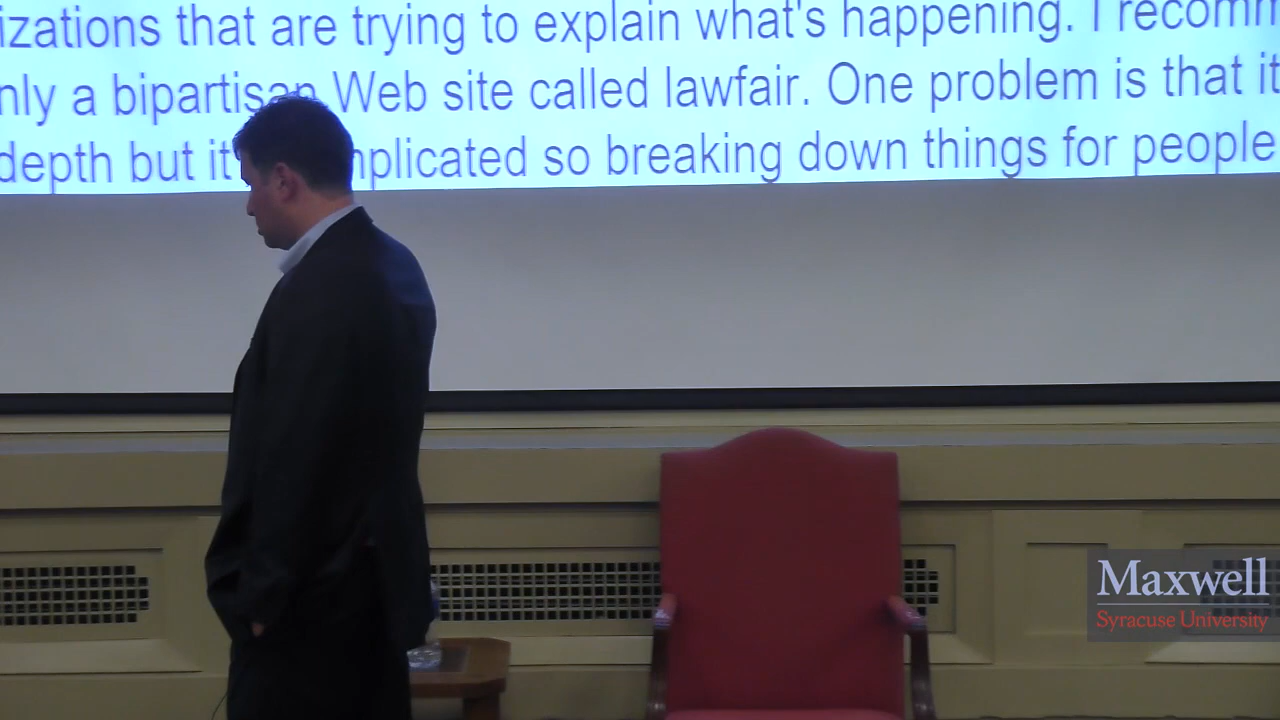 izations that are trying to explain what's happening. I recomm
nly a bipartisan Web site called lawfair. One problem is that it
depth but it's mplicated so breaking down things for people
Maxwell
Syracuse University